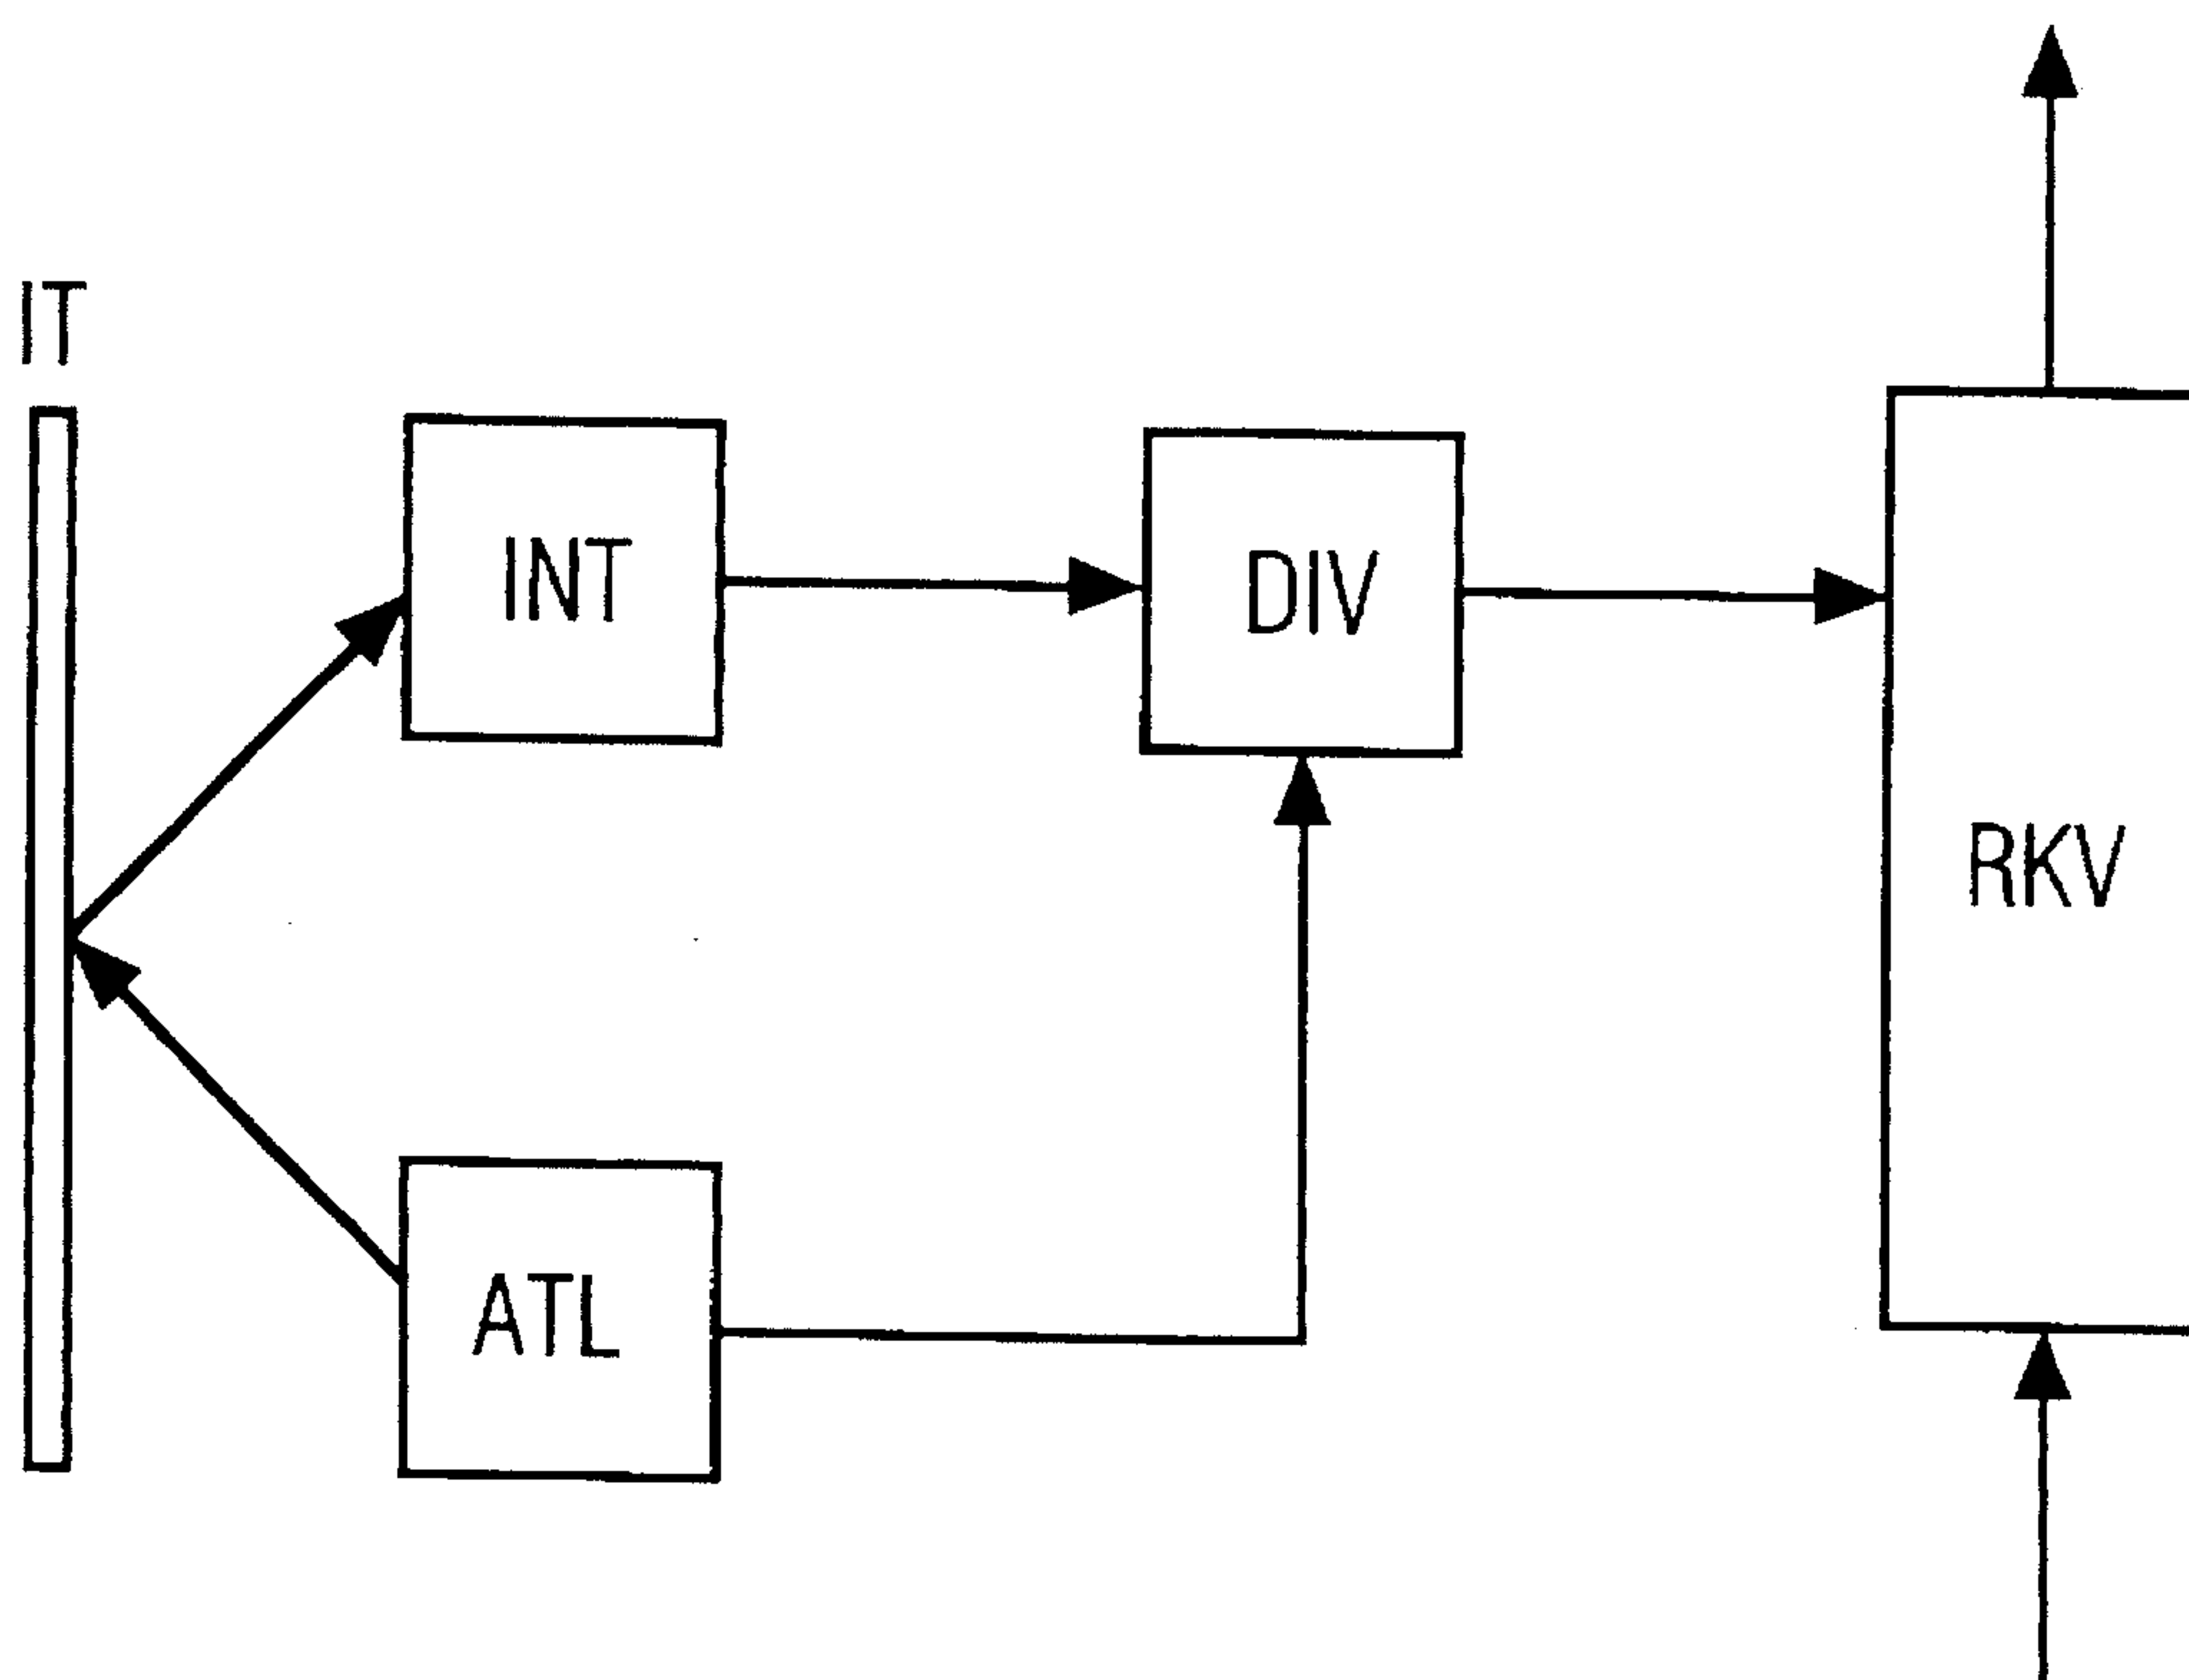 IT
INT
DIV
RKV
ATL